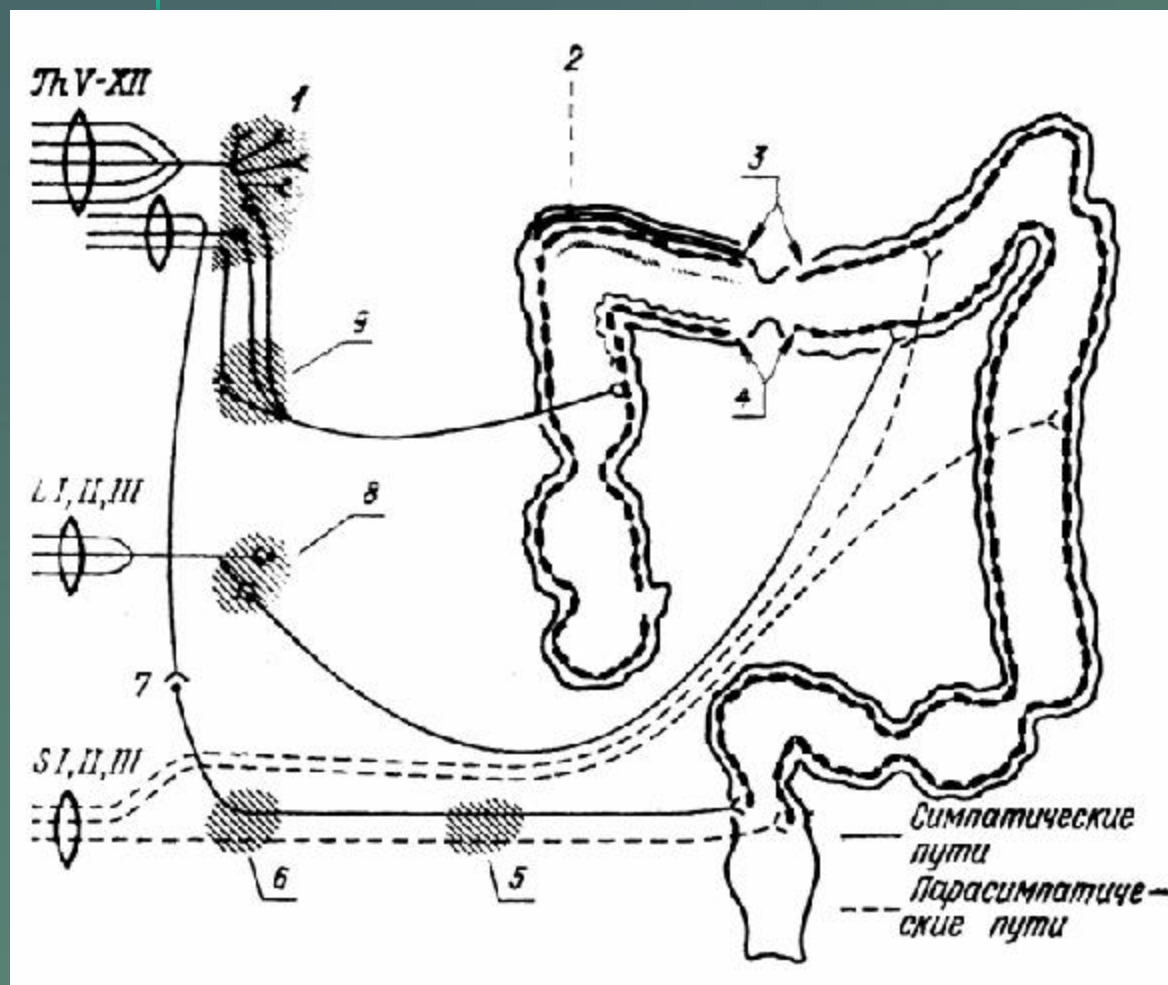 Th V-XII
1
2
3
4
9
L I, II, III
8
7
S I, II, III
6
5
Симпатические
пути
Парасимпатиче-
ские пути